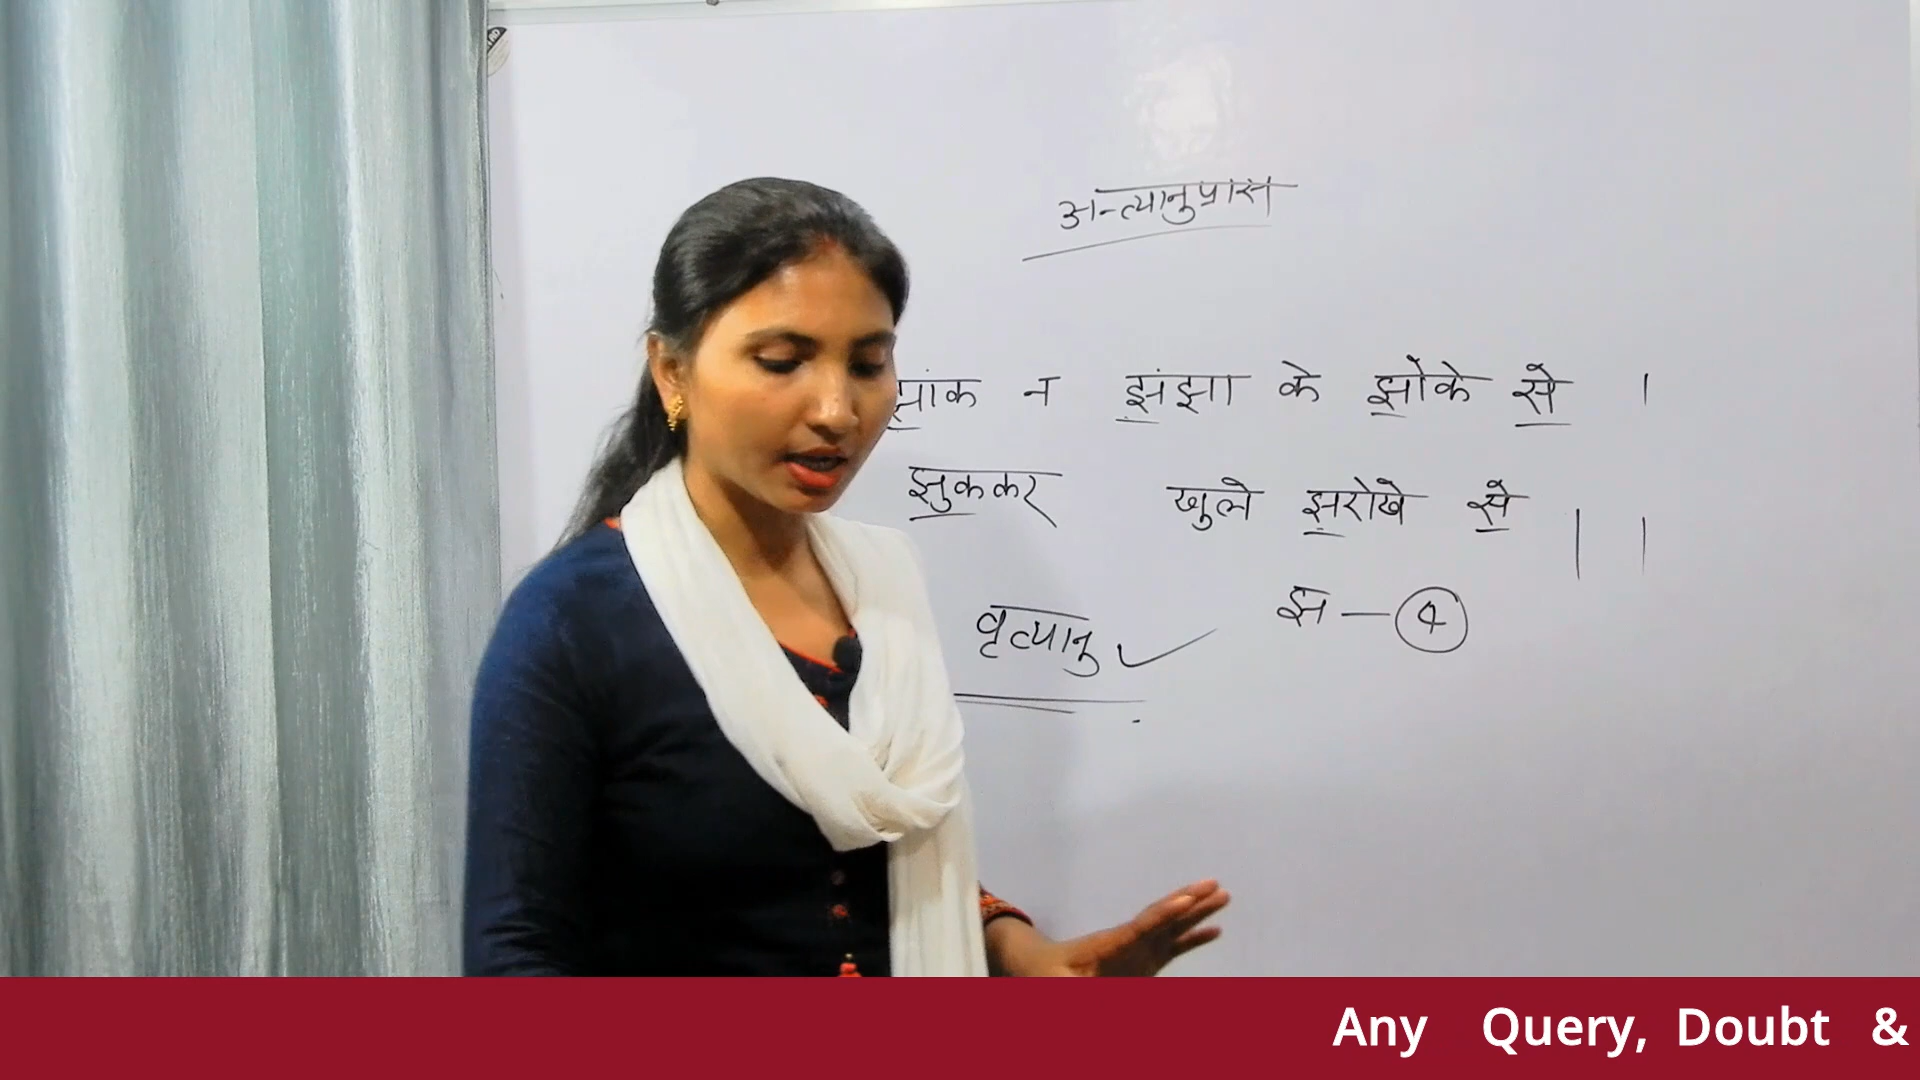 अन्त्यानुप्रास
झांक न झंझा के झोके से ।
झुककर खुले झरोखे से ||
झ – 4
वृत्यानु ✓
Any Query, Doubt &